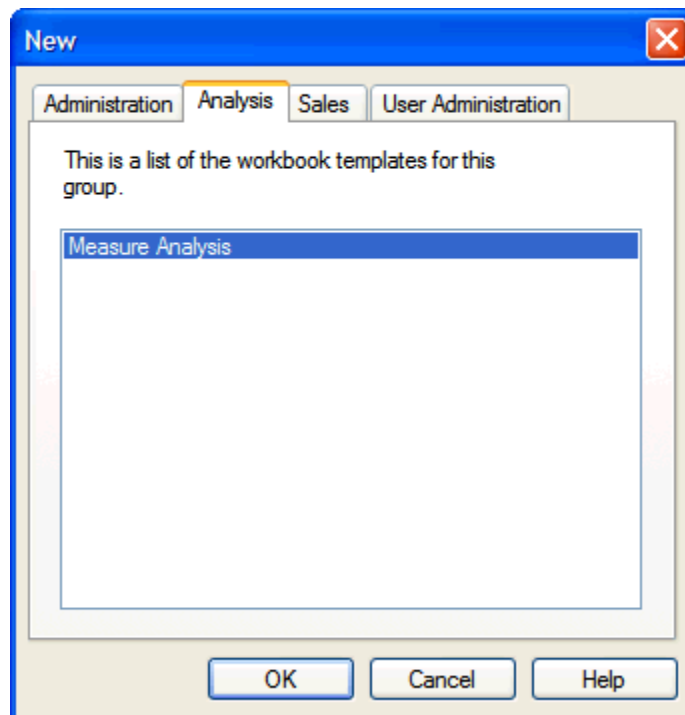 New
Administration Analysis Sales User Administration
This is a list of the workbook templates for this
group.
Measure Analysis
OK Cancel Help